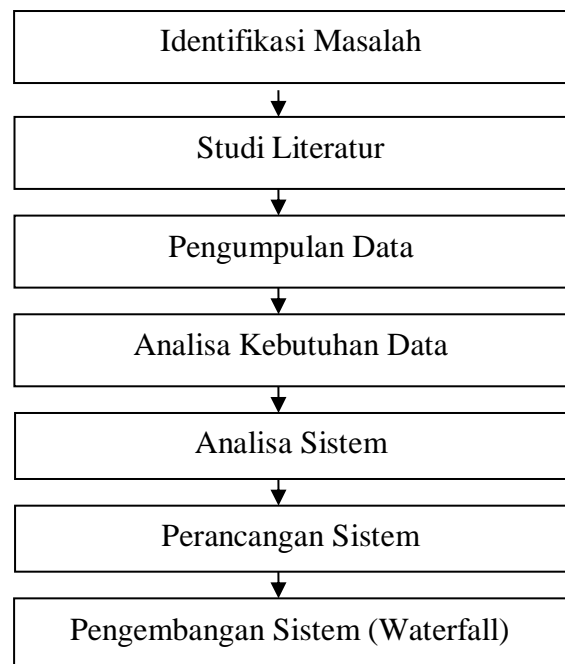 Identifikasi Masalah
Studi Literatur
Pengumpulan Data
Analisa Kebutuhan Data
Analisa Sistem
Perancangan Sistem
Pengembangan Sistem (Waterfall)